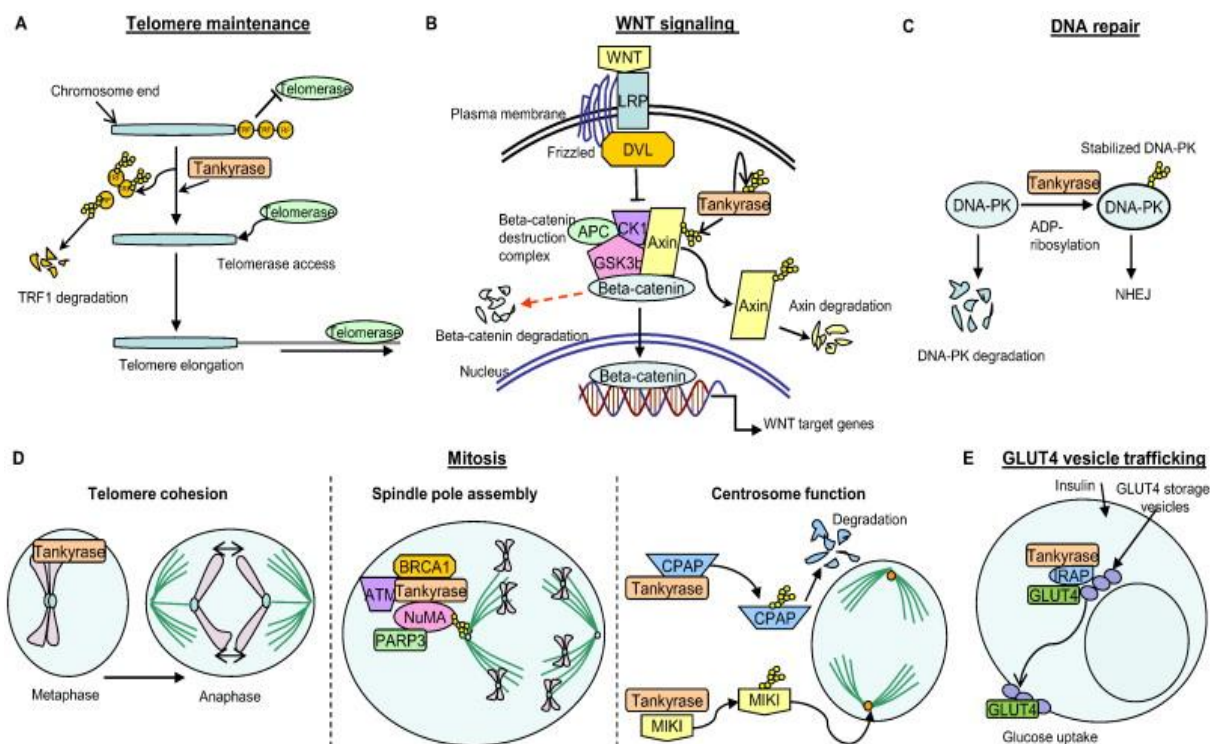 A
Telomere maintenance
Chromosome end
Telomerase
TRF TRF TRF
Tankyrase
Telomerase
Telomerase access
TRF1 degradation
Telomerase
Telomere elongation
B
WNT signaling
WNT
LRP
Plasma membrane
Frizzled
DVL
Tankyrase
Beta-catenin
destruction
complex
APC
CK1
Axin
GSK3b
Beta-catenin
Axin
Axin degradation
Beta-catenin degradation
Nucleus
Beta-catenin
WNT target genes
C
DNA repair
Stabilized DNA-PK
Tankyrase
DNA-PK
DNA-PK
ADP-
ribosylation
NHEJ
DNA-PK degradation
D
Mitosis
Telomere cohesion
Tankyrase
Metaphase
Anaphase
Spindle pole assembly
BRCA1
ATM
Tankyrase
NuMA
PARP3
Centrosome function
Degradation
CPAP
Tankyrase
CPAP
Tankyrase
MIKI
MIKI
E
GLUT4 vesicle trafficking
Insulin
GLUT4 storage
vesicles
Tankyrase
IRAP
GLUT4
GLUT4
Glucose uptake